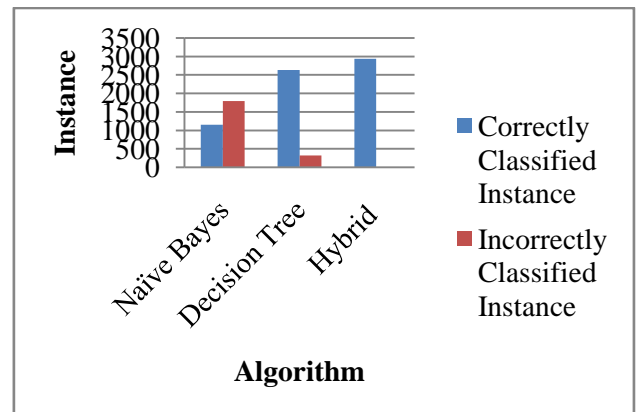 Instance
3500
3000
2500
2000
1500
1000
500
0
Naïve Bayes
Decision Tree
Hybrid
Algorithm
Correctly
Classified
Instance
Incorrectly
Classified
Instance